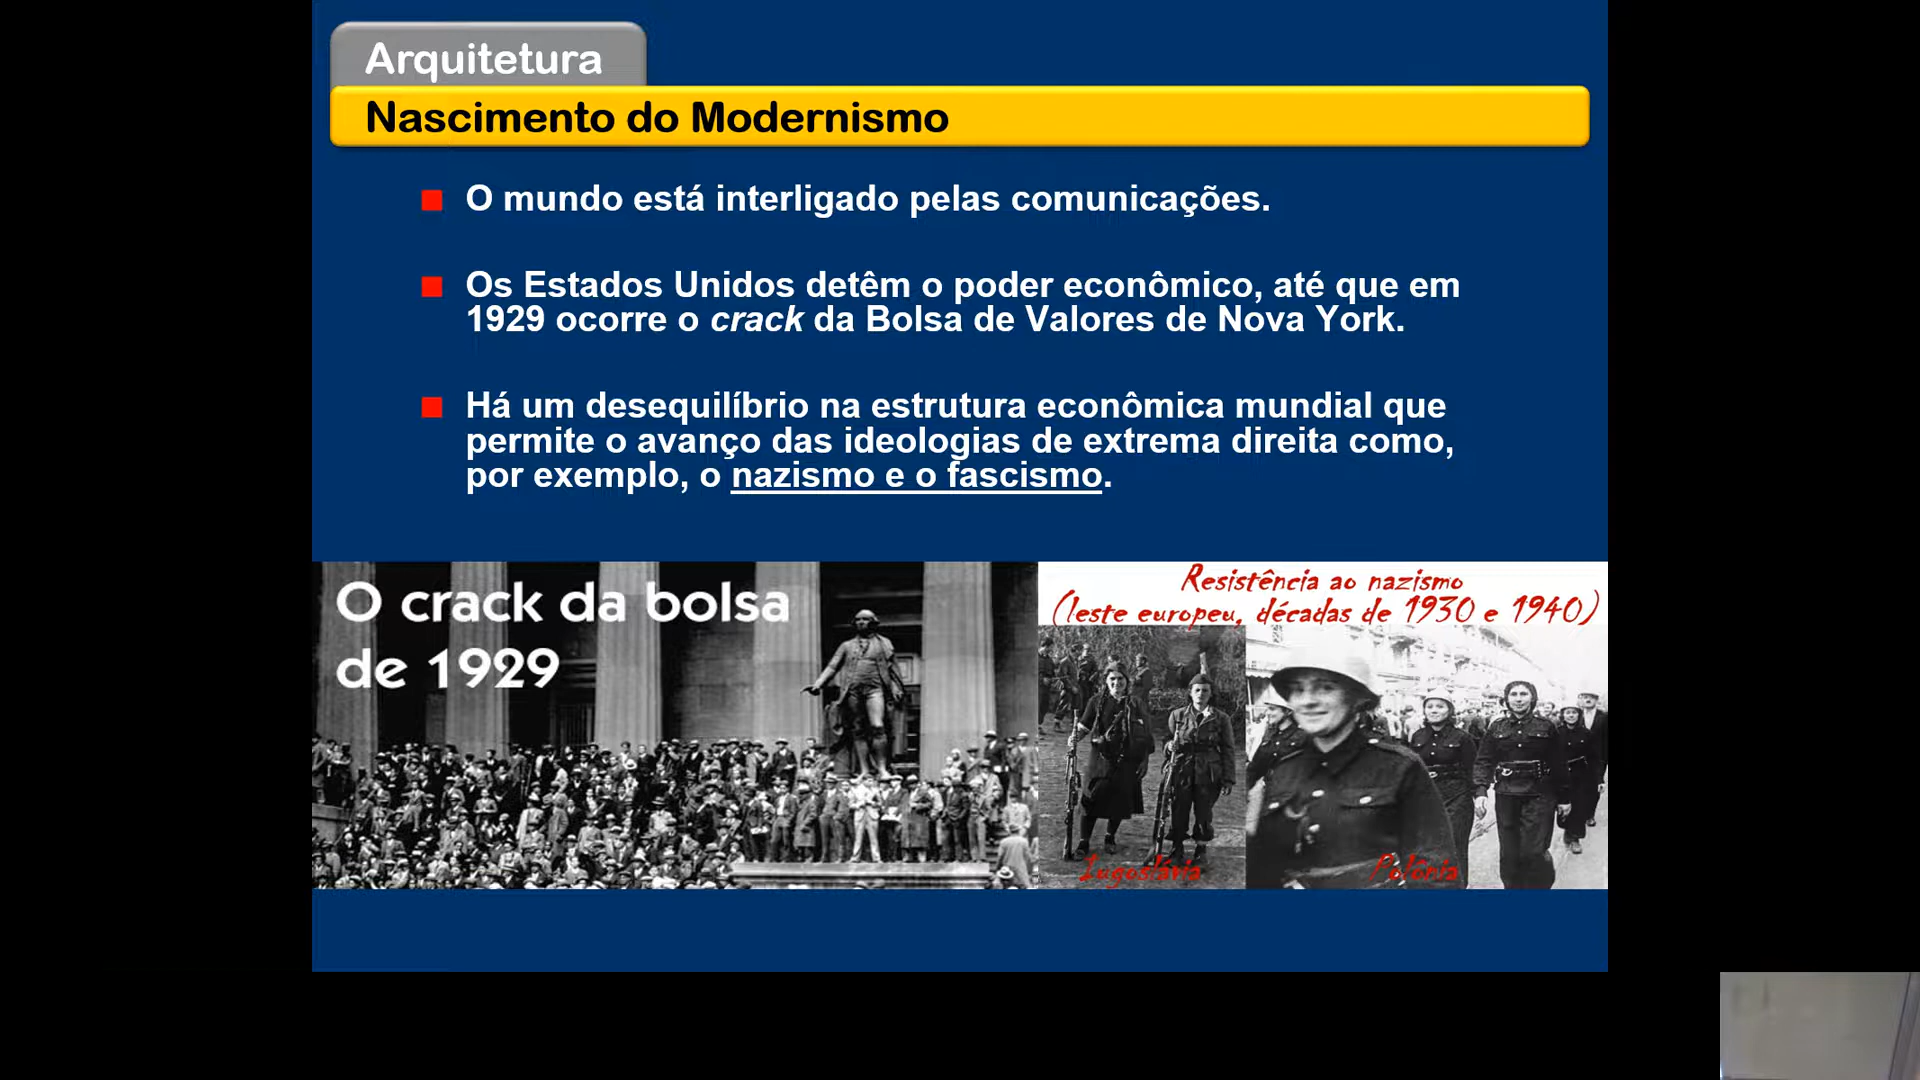 Arquitetura
Nascimento do Modernismo
O mundo está interligado pelas comunicações.
Os Estados Unidos detêm o poder econômico, até que em
1929 ocorre o crack da Bolsa de Valores de Nova York.
Há um desequilíbrio na estrutura econômica mundial que
permite o avanço das ideologias de extrema direita como,
por exemplo, o nazismo e o fascismo.
O crack da bolsa
de 1929
Resistência ao nazismo
(leste europeu, décadas de 1930 e 1940)
Iugoslávia
Polônia